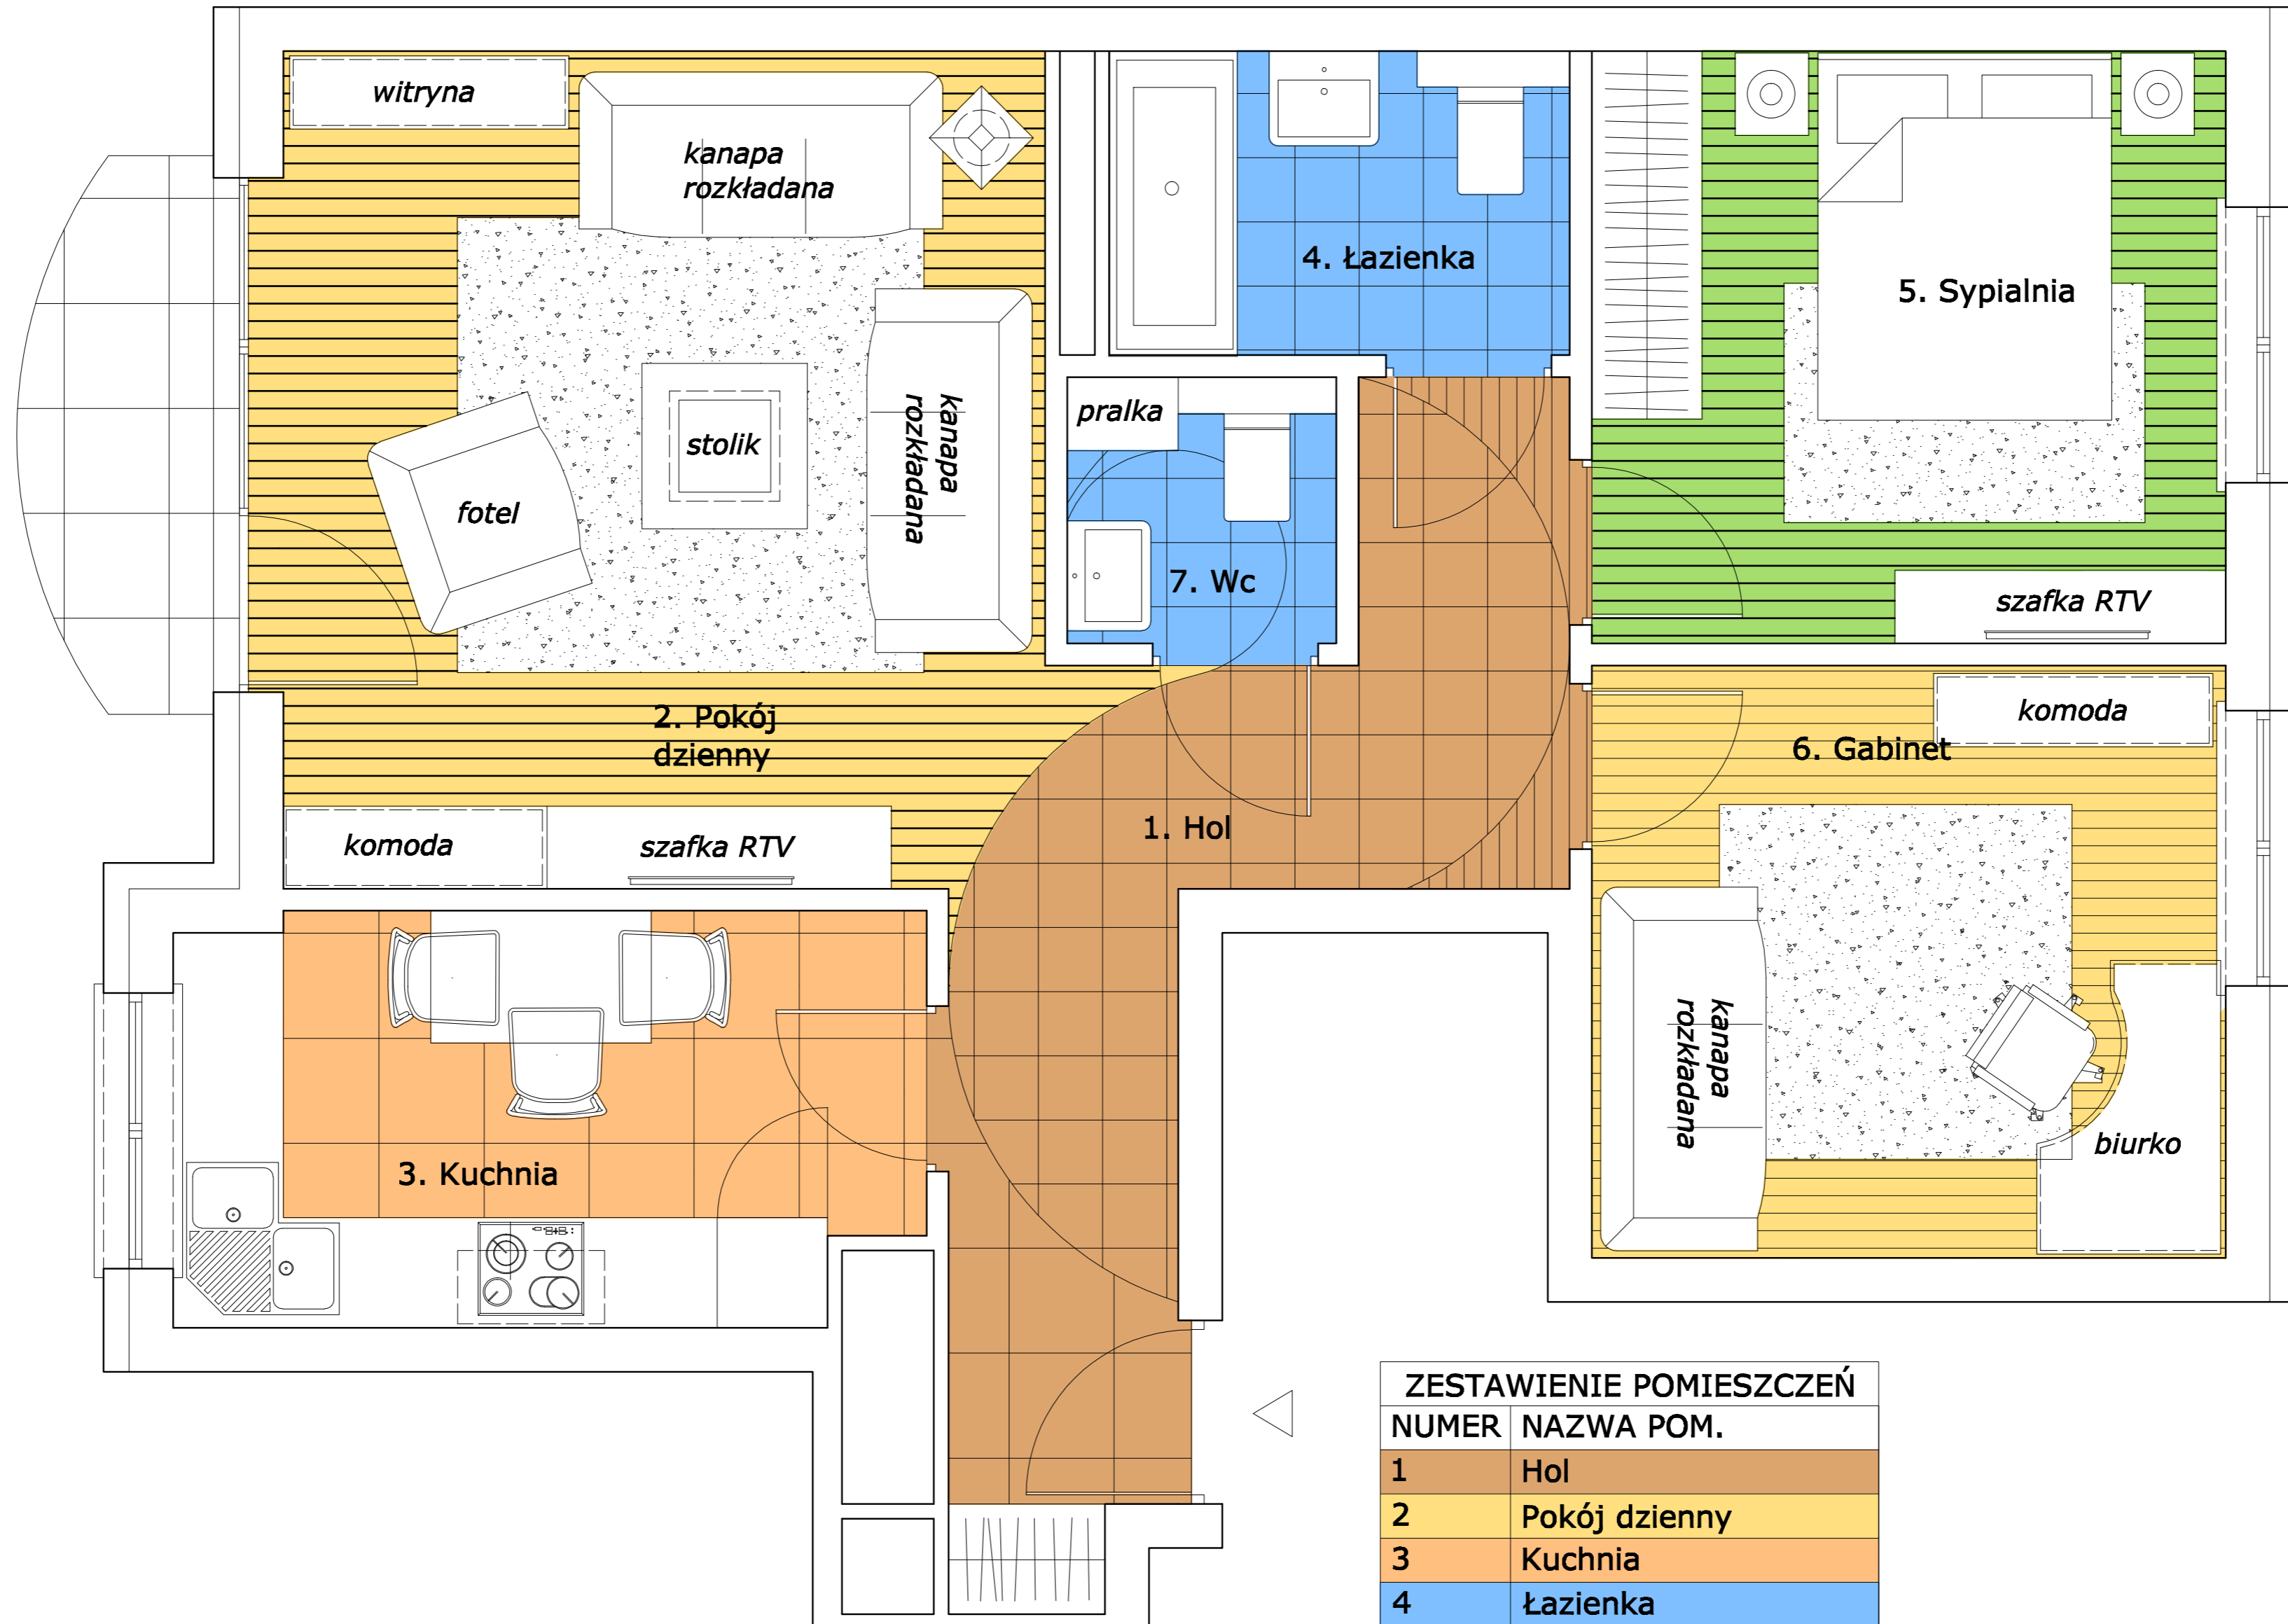 witryna
kanapa
rozkładana
4. Łazienka
5. Sypialnia
kanapa
rozkładana
pralka
stolik
fotel
7. Wc
szafka RTV
2. Pokój
dzienny
komoda
6. Gabinet
1. Hol
komoda
szafka RTV
kanapa
rozkładana
biurko
3. Kuchnia
ZESTAWIENIE POMIESZCZEŃ
NUMER NAZWA POM.
1 Hol
2 Pokój dzienny
3 Kuchnia
4 Łazienka